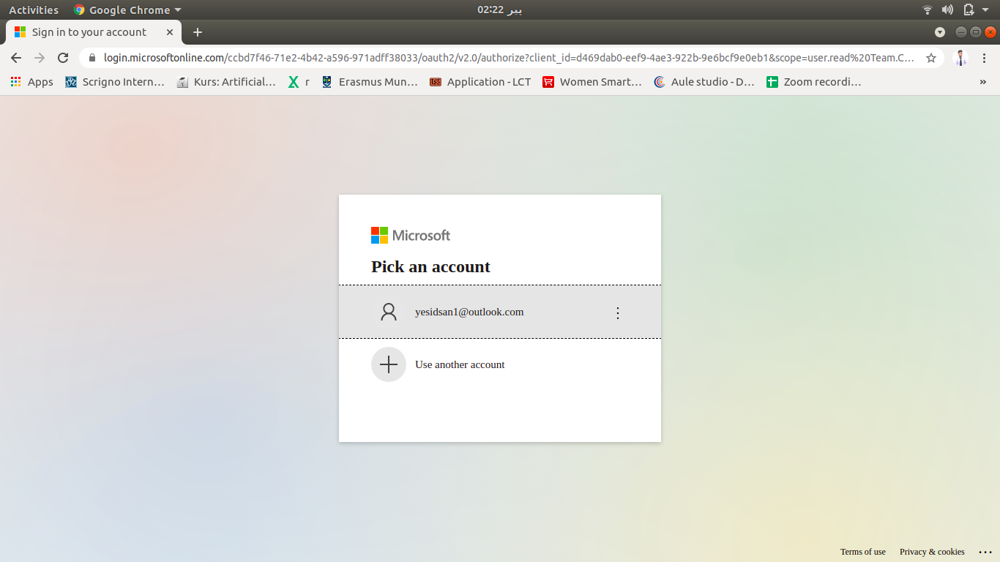 Activities Google Chrome پیر 02:22
Sign in to your account
login.microsoftonline.com/ccbd7f46-71e2-4b42-a596-971adff38033/oauth2/v2.0/authorize?client_id=d469dab0-eef9-4ae3-922b-9e6bcf9e0eb1&scope=user.read%20Team.C...
Apps Scrigno Intern... Kurs: Artificial... r Erasmus Mun... Application - LCT Women Smart... Aule studio - D... Zoom recordi... »
Microsoft
Pick an account
yesidsan1@outlook.com
Use another account
Terms of use Privacy & cookies ...